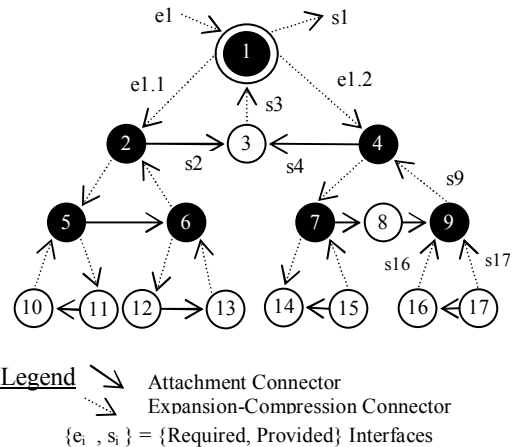 e1
s1
1
e1.1
e1.2
s3
2
3
4
s2
s4
s9
5
6
7
8
9
s16
s17
10
11
12
13
14
15
16
17
Legend
Attachment Connector
Expansion-Compression Connector
{ei , si } = {Required, Provided} Interfaces